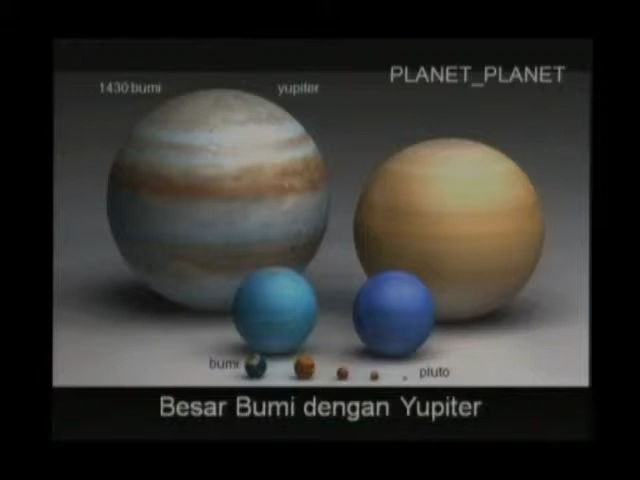 PLANET_PLANET
1430 bumi
yupiter
bumi
pluto
Besar Bumi dengan Yupiter